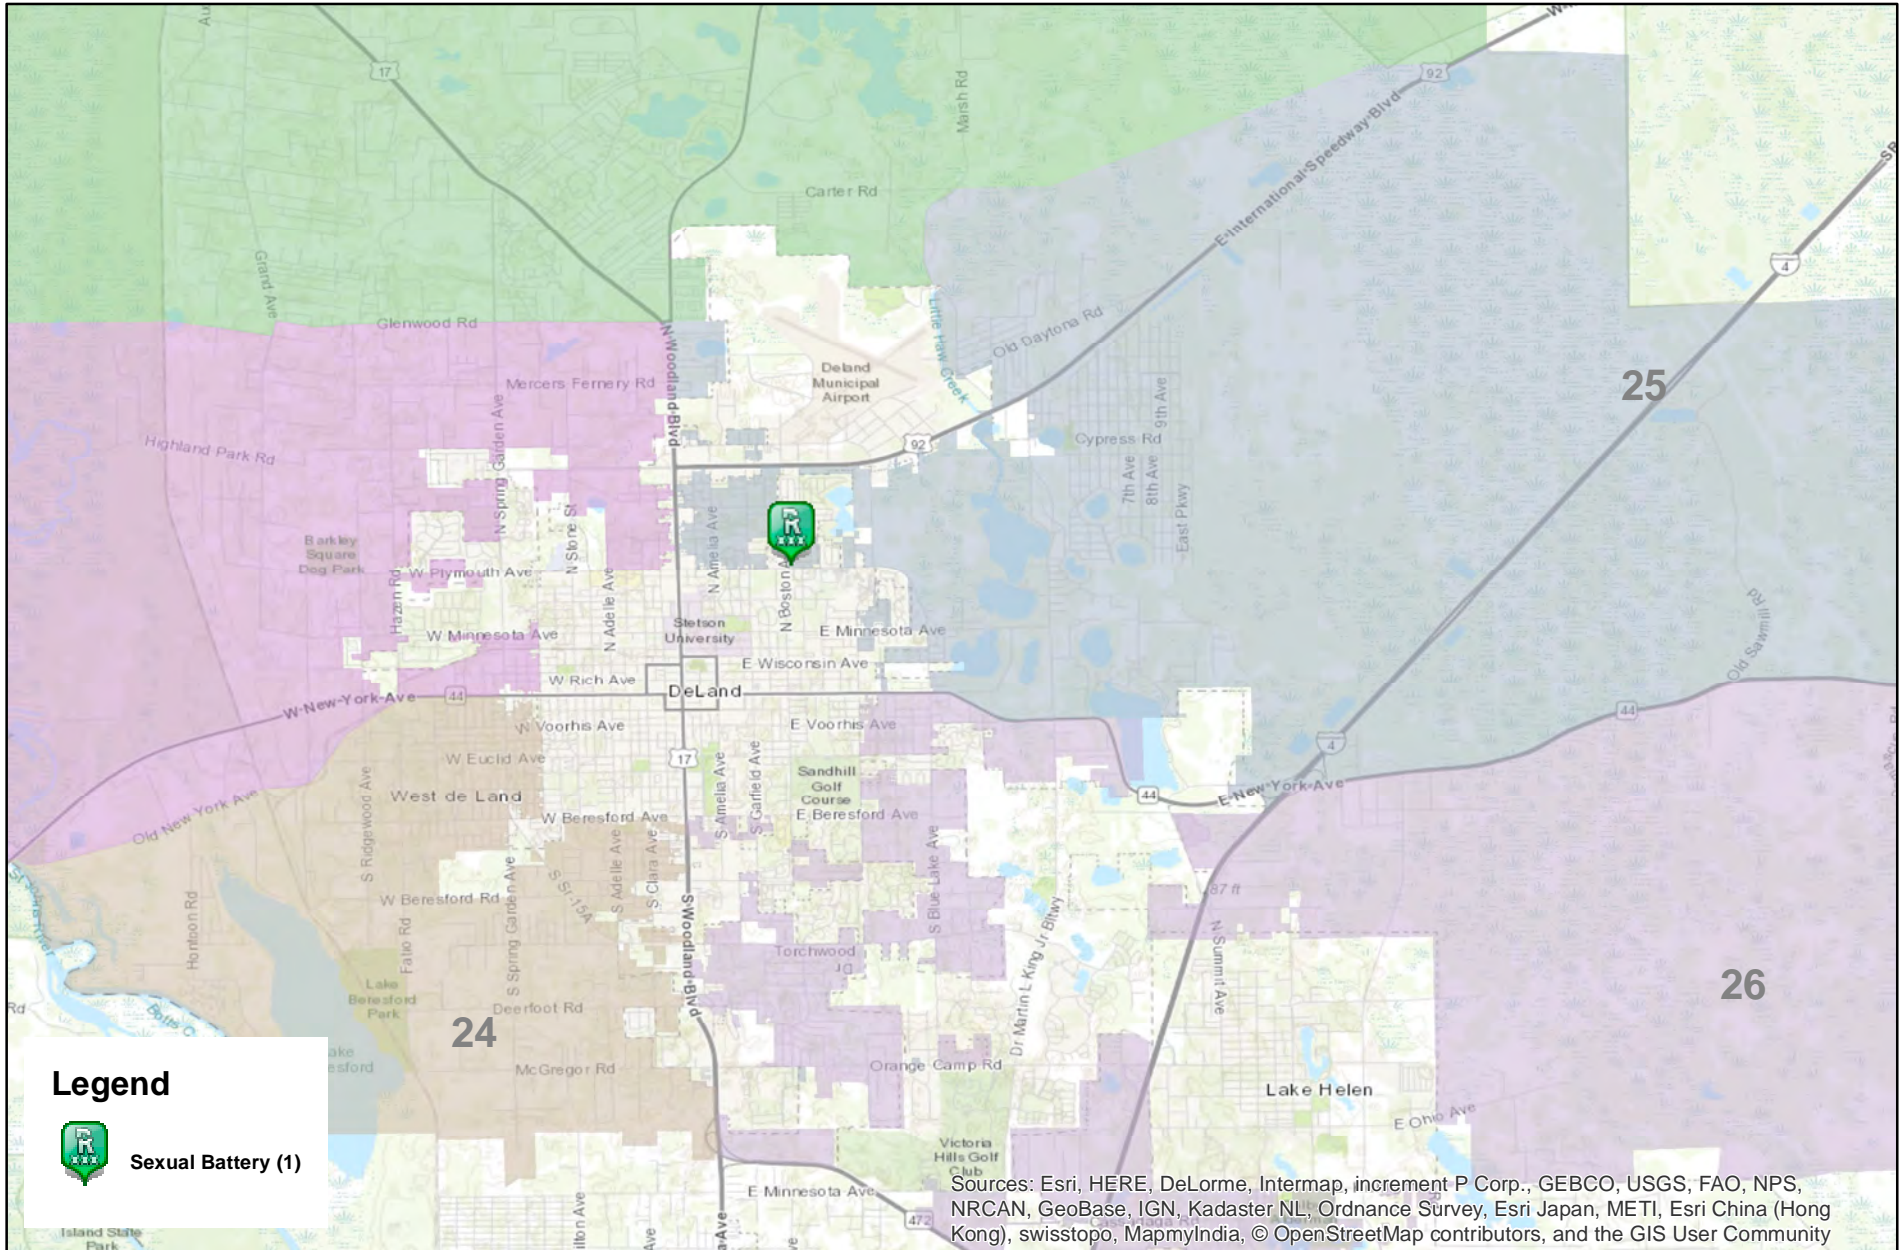 17
Marsh Rd
92
Carter Rd
E International Speedway Blvd
4
Grand Ave
Glenwood Rd
N Woodland Blvd
Little Haw Creek
Old Daytona Rd
Mercers Fernery Rd
Deland
Municipal
Airport
25
N Spring Garden Ave
9th Ave
Highland Park Rd
92
Cypress Rd
7th Ave
8th Ave
East Pkwy
N Stone St
N Amelia Ave
R
XXX
Barkley
Square
Dog Park
W Plymouth Ave
Hazen Rd
N Adelle Ave
N Boston A
Stetson
University
W Minnesota Ave
E Minnesota Ave
Old Sawmill Rd
E Wisconsin Ave
W Rich Ave
DeLand
W New York Ave
44
44
W Voorhis Ave
E Voorhis Ave
4
17
W Euclid Ave
S Amelia Ave
S Garfield Ave
Sandhill
Golf
Course
S Ridgewood Ave
West de Land
44
E New York Ave
Old New York Ave
W Beresford Ave
E Beresford Ave
S Adelle Ave
S Clara Ave
S Blue Lake Ave
87 ft
W Beresford Rd
S Spring Garden Ave
S St 15A
Hontoon Rd
Fatio Rd
S Woodland Blvd
Dr Martin L King Jr Bltwy
N Summit Ave
Torchwood
26
Lake
Beresford
Park
Deerfoot Rd
24
Rd
McGregor Rd
Orange Camp Rd
Lake Helen
E Ohio Ave
Legend
R
XXX
Sexual Battery (1)
Victoria
Hills Golf
Club
E Minnesota Ave
472
Island State
Park
Sources: Esri, HERE, DeLorme, Intermap, increment P Corp., GEBCO, USGS, FAO, NPS,
NRCAN, GeoBase, IGN, Kadaster NL, Ordnance Survey, Esri Japan, METI, Esri China (Hong
Kong), swisstopo, MapmyIndia, © OpenStreetMap contributors, and the GIS User Community